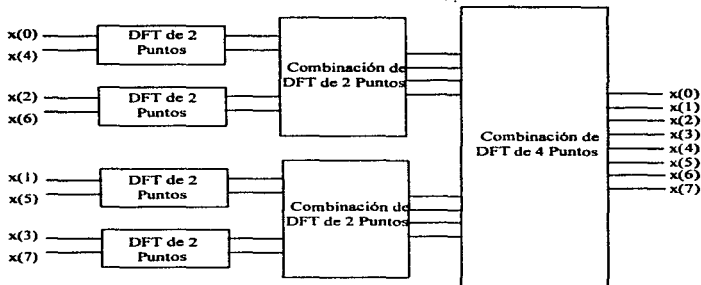 x(0)
x(4)
DFT de 2
Puntos
x(2)
x(6)
DFT de 2
Puntos
Combinación de
DFT de 2 Puntos
x(1)
x(5)
DFT de 2
Puntos
x(3)
x(7)
DFT de 2
Puntos
Combinación de
DFT de 2 Puntos
Combinación de
DFT de 4 Puntos
x(0)
x(1)
x(2)
x(3)
x(4)
x(5)
x(6)
x(7)